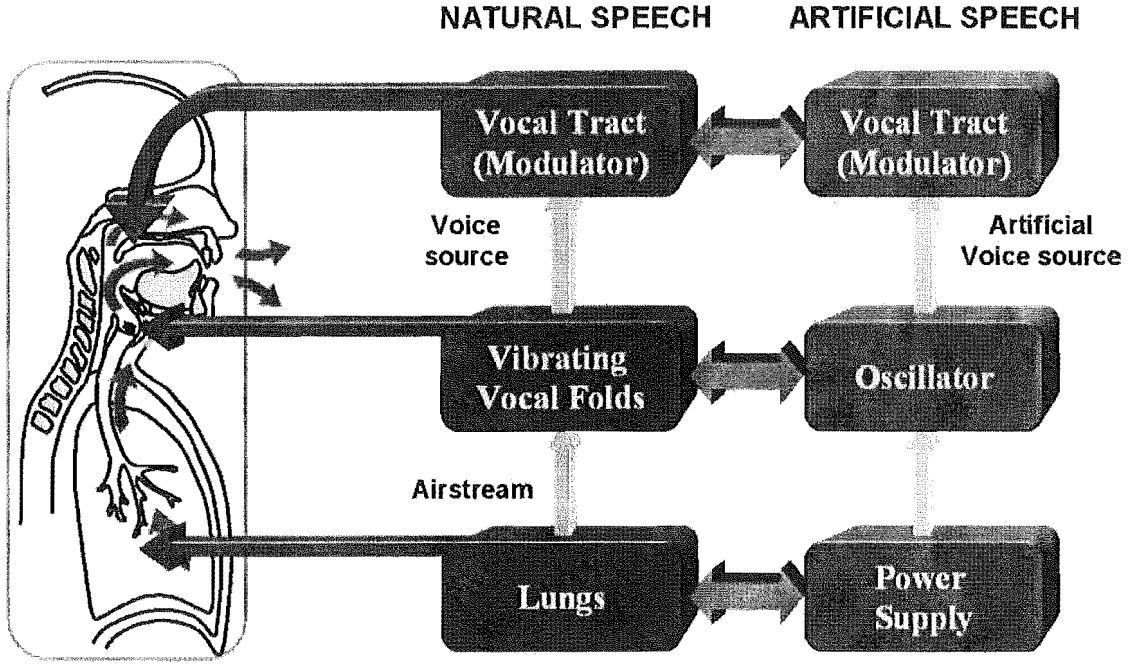 NATURAL SPEECH
ARTIFICIAL SPEECH
Vocal Tract
(Modulator)
Vocal Tract
(Modulator)
Voice
source
Artificial
Voice source
Vibrating
Vocal Folds
Oscillator
Airstream
Lungs
Power
Supply